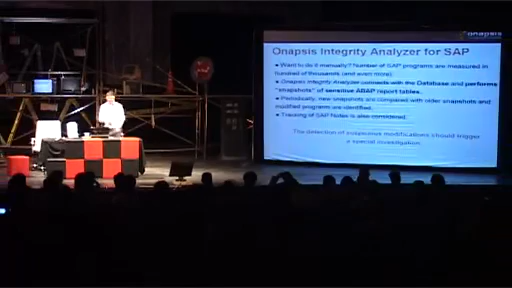 onapsis
Onapsis Integrity Analyzer for SAP
Want to do it manually? Number of SAP programs are measured in
hundred of thousands (and even more).
Onapsis Integrity Analyzer connects with the Database and performs
"snapshots" of sensitive ABAP report tables.
Periodically, new snapshots are compared with older snapshots and
modified programs are identified.
Tracking of SAP Notes is also considered.
The detection of suspicious modifications should trigger
a special investigation.